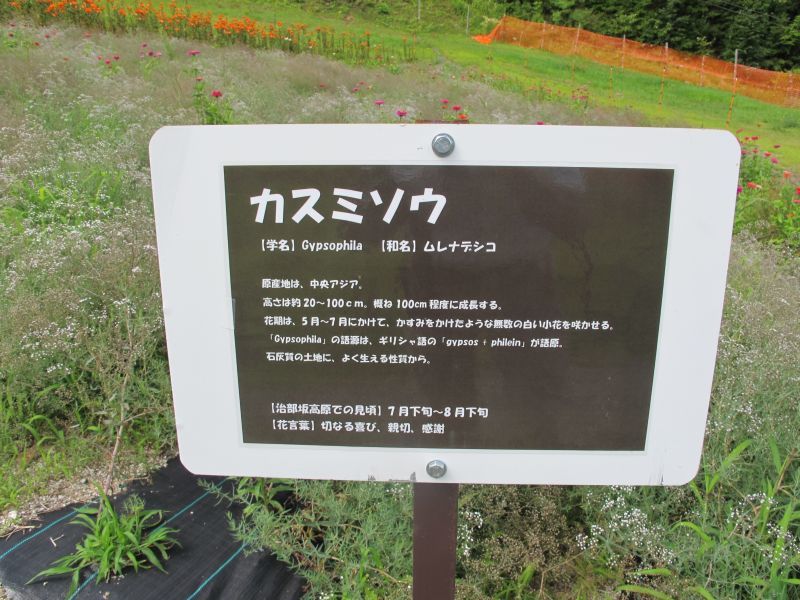 カスミソウ
【学名】Gypsophila 【和名】ムレナデシコ
原産地は、中央アジア。
高さは約20～100ｃｍ。概ね100cm程度に成長する。
花期は、5月～7月にかけて、かすみをかけたような無数の白い小花を咲かせる。
「Gypsophila」の語源は、ギリシャ語の「gypsos + philein」が語原。
石灰質の土地に、よく生える性質から。
【治部坂高原での見頃】7月下旬～8月下旬
【花言葉】切なる喜び、親切、感謝